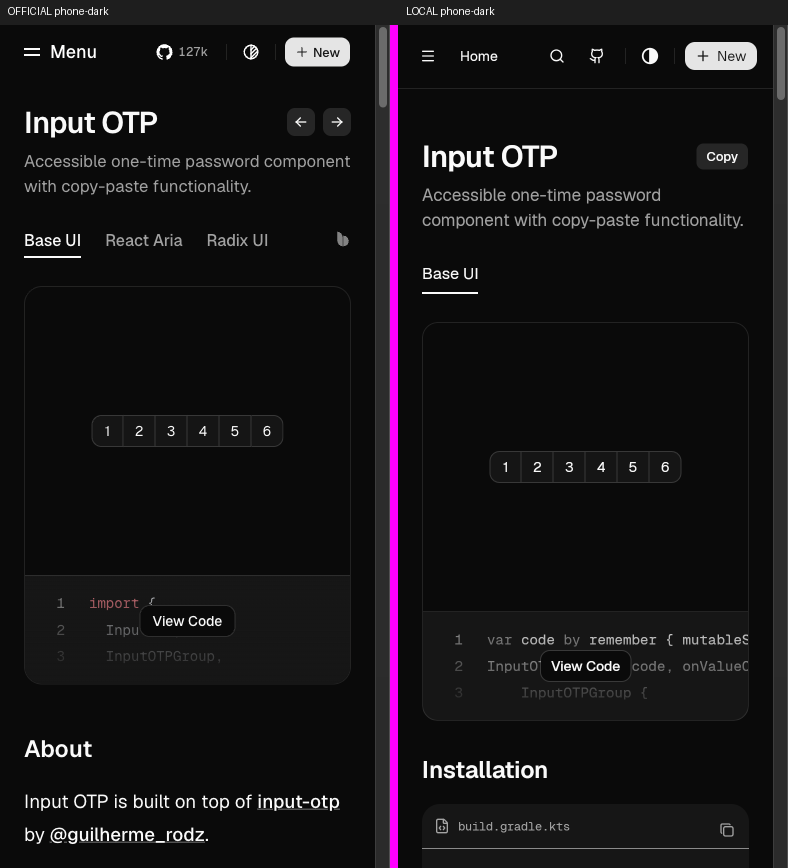 OFFICIAL phone-dark
Menu
127k
+ New
Input OTP
Accessible one-time password component
with copy-paste functionality.
Base UI
React Aria
Radix UI
1 2 3 4 5 6
1 import {
2 Inpu
View Code
3 InputOTPGroup,
About
Input OTP is built on top of input-otp
by @guilherme_rodz.
LOCAL phone-dark
Home
+ New
Input OTP
Copy
Accessible one-time password
component with copy-paste functionality.
Base UI
1 2 3 4 5 6
1 var code by remember { mutableS
2 InputOT code, onValueC
View Code
3 InputOTPGroup {
Installation
build.gradle.kts